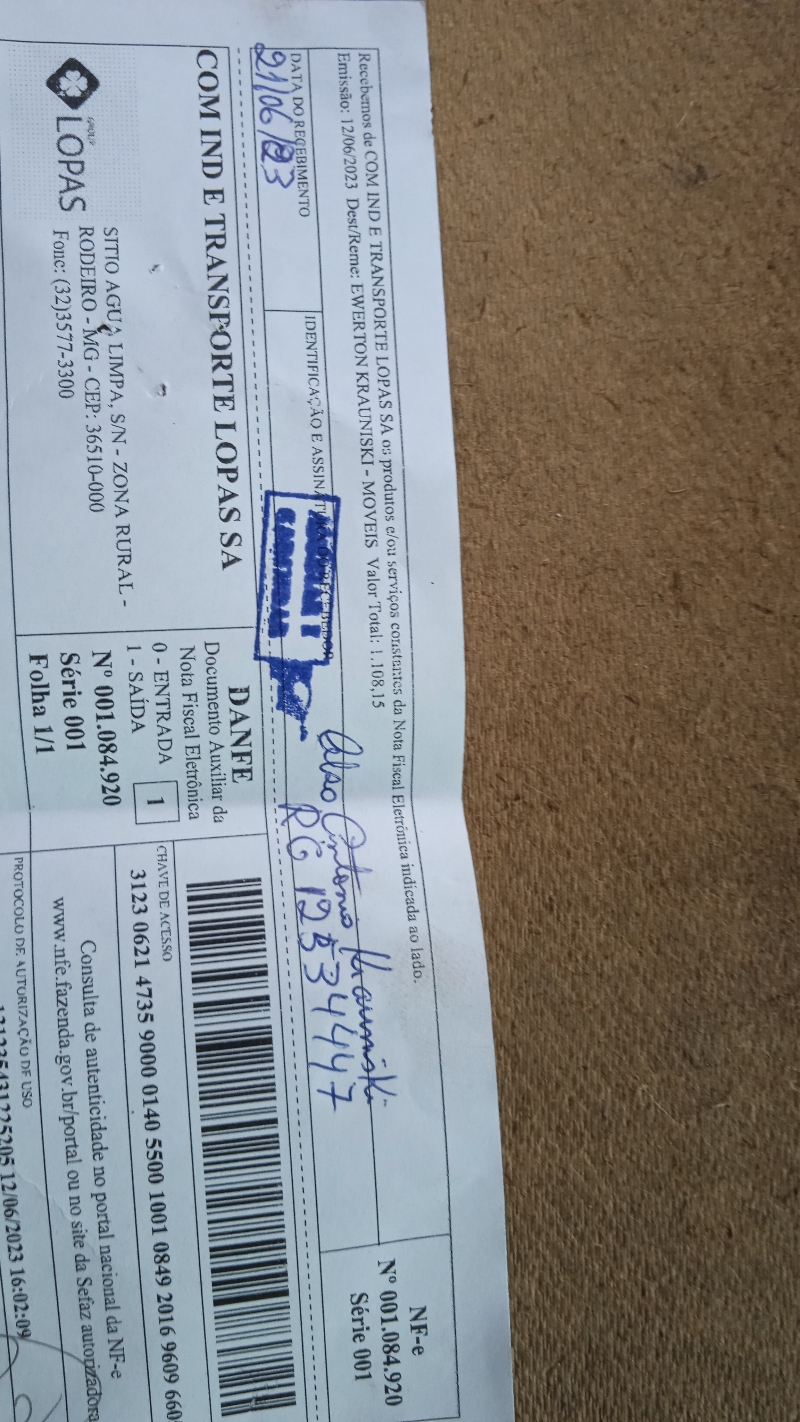 Recebemos de COM IND E TRANSPORTE LOPAS SA os produtos e/ou serviços constantes da Nota Fiscal Eletrônica indicada ao lado.
Emissão: 12/06/2023 Dest/Reme: EWERTON KRAUNISKI - MOVEIS Valor Total: 1.108,15
NF-e
Nº 001.084.920
Série 001
DATA DO RECEBIMENTO
21/06/23
IDENTIFICAÇÃO E ASSINAT
Antonio Krauniski
RG 12534447
COM IND E TRANSPORTE LOPAS SA
GROUP
LOPAS
SITIO AGUA LIMPA, S/N - ZONA RURAL -
RODEIRO - MG - CEP: 36510-000
Fone: (32)3577-3300
DANFE
Documento Auxiliar da
Nota Fiscal Eletrônica
0 - ENTRADA
1 - SAÍDA
1
Nº 001.084.920
Série 001
Folha 1/1
CHAVE DE ACESSO
3123 0621 4735 9000 0140 5500 1001 0849 2016 9609 660
Consulta de autenticidade no portal nacional da NF-e
www.nfe.fazenda.gov.br/portal ou no site da Sefaz autorizadora
PROTOCOLO DE AUTORIZAÇÃO DE USO
12/06/2023 16:02:09